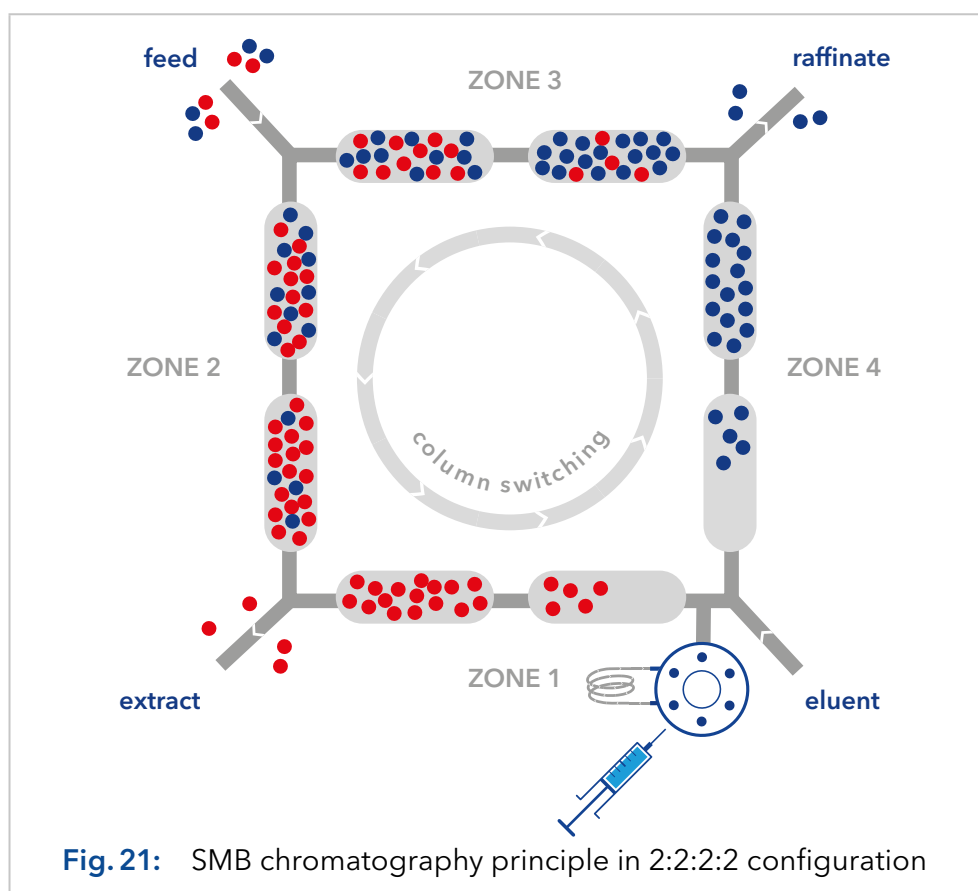 feed
ZONE 3
raffinate
ZONE 2
ZONE 4
column switching
ZONE 1
extract
eluent
Fig. 21: SMB chromatography principle in 2:2:2:2 configuration